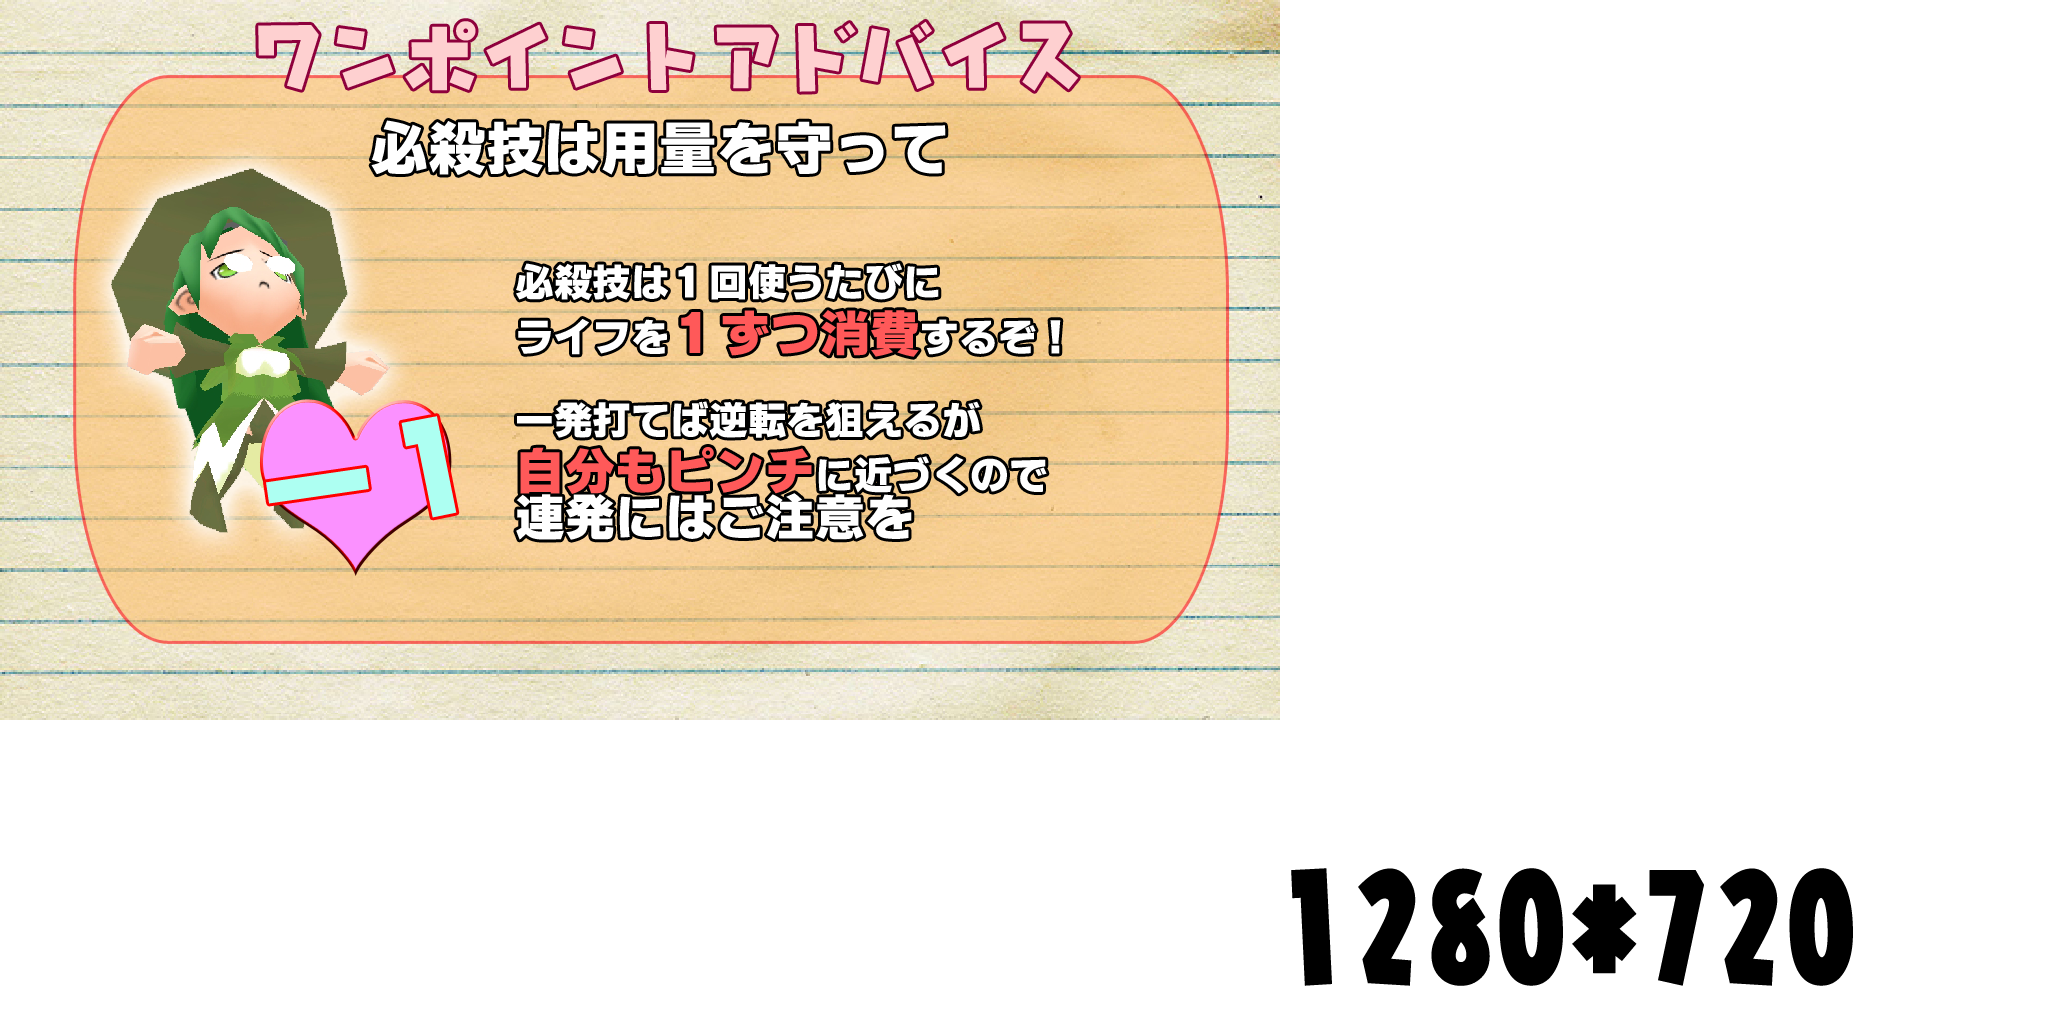 ワンポイントアドバイス
必殺技は用量を守って
必殺技は１回使うたびに
ライフを１ずつ消費するぞ！
一発打てば逆転を狙えるが
自分もピンチに近づくので
連発にはご注意を
-1
1280*720